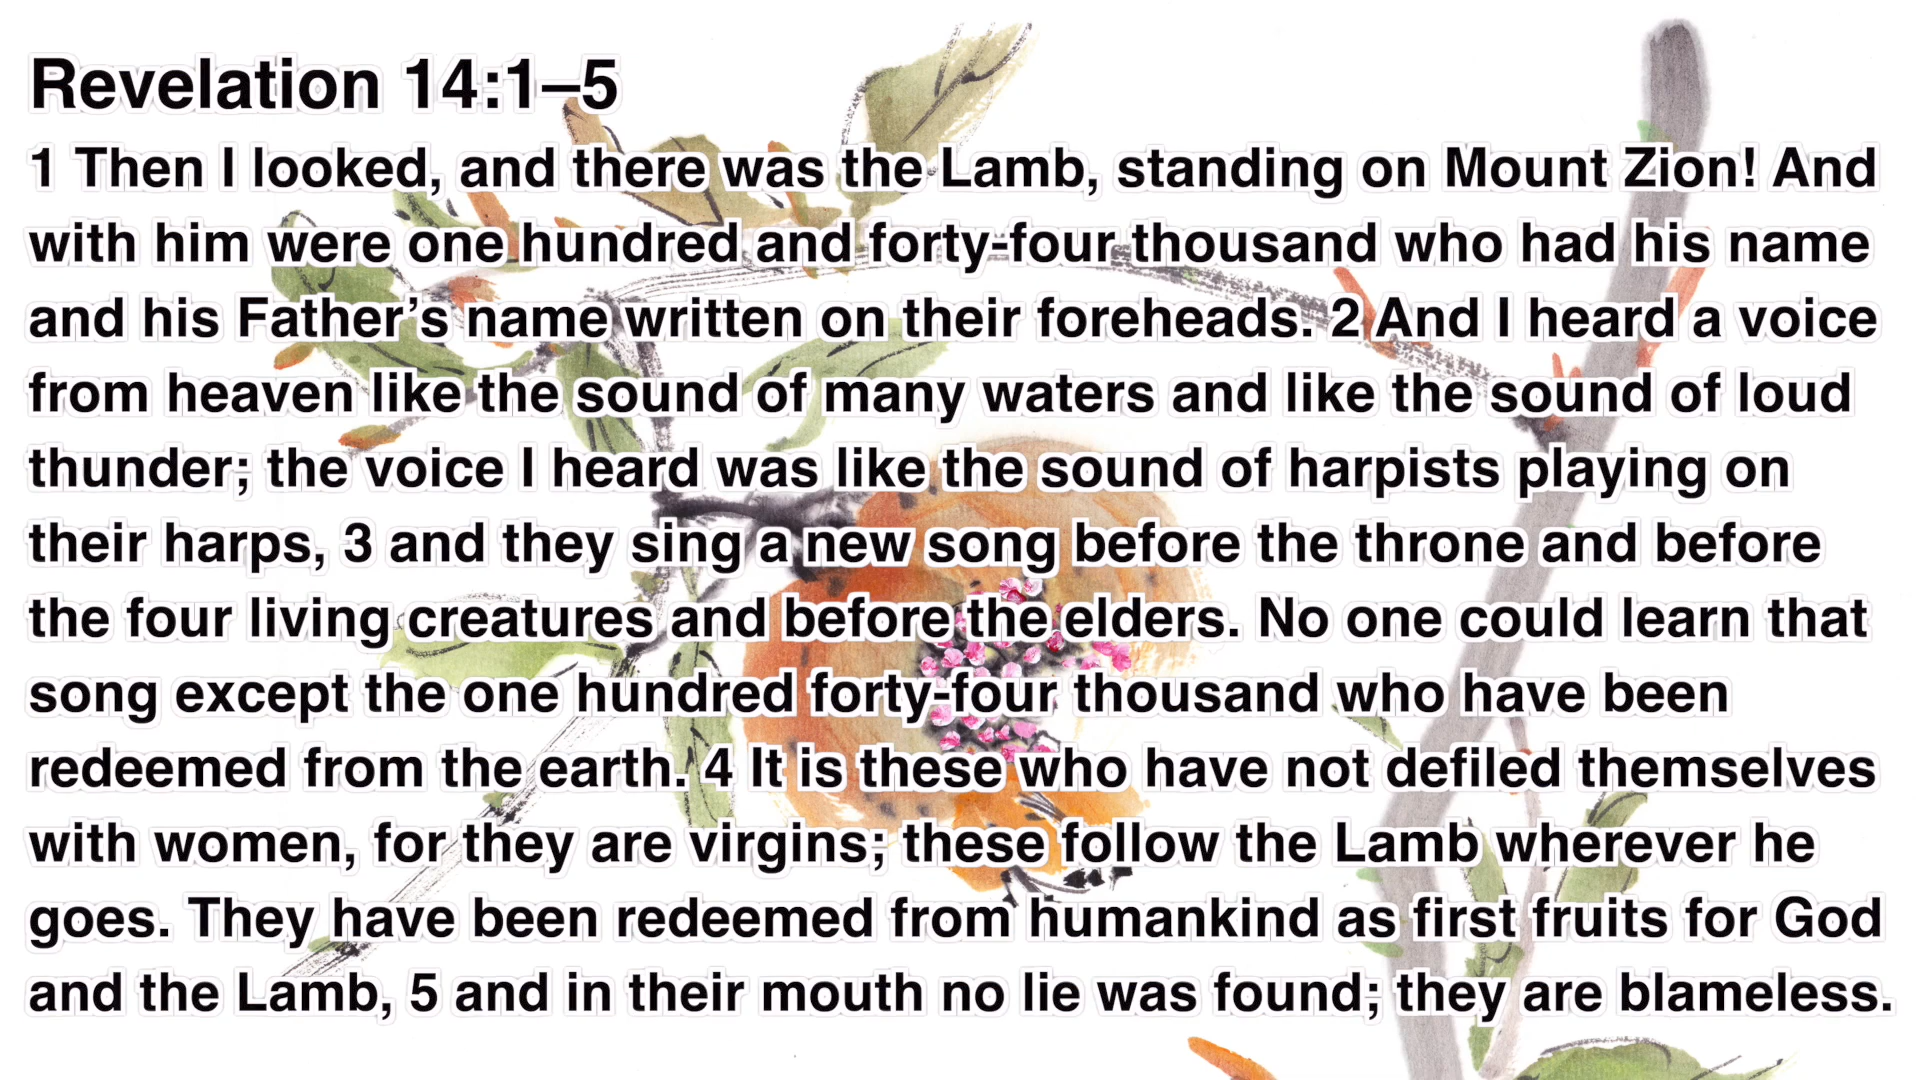 Revelation 14:1–5
1 Then I looked, and there was the Lamb, standing on Mount Zion! And
with him were one hundred and forty-four thousand who had his name
and his Father’s name written on their foreheads. 2 And I heard a voice
from heaven like the sound of many waters and like the sound of loud
thunder; the voice I heard was like the sound of harpists playing on
their harps, 3 and they sing a new song before the throne and before
the four living creatures and before the elders. No one could learn that
song except the one hundred forty-four thousand who have been
redeemed from the earth. 4 It is these who have not defiled themselves
with women, for they are virgins; these follow the Lamb wherever he
goes. They have been redeemed from humankind as first fruits for God
and the Lamb, 5 and in their mouth no lie was found; they are blameless.